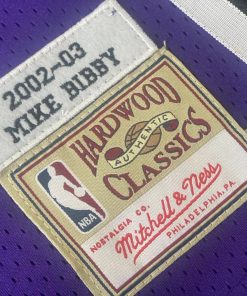 2002-03
MIKE BIBBY
HARDWOOD
AUTHENTIC
CLASSICS
NBA
NOSTALGIA CO.
Mitchell & Ness
PHILADELPHIA, PA.